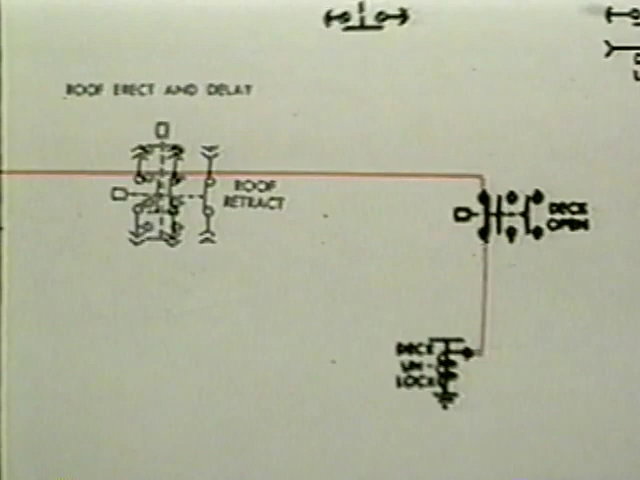 ROOF ERECT AND DELAY
ROOF
RETRACT
DECK
OPEN
DECK
UN-
LOCK